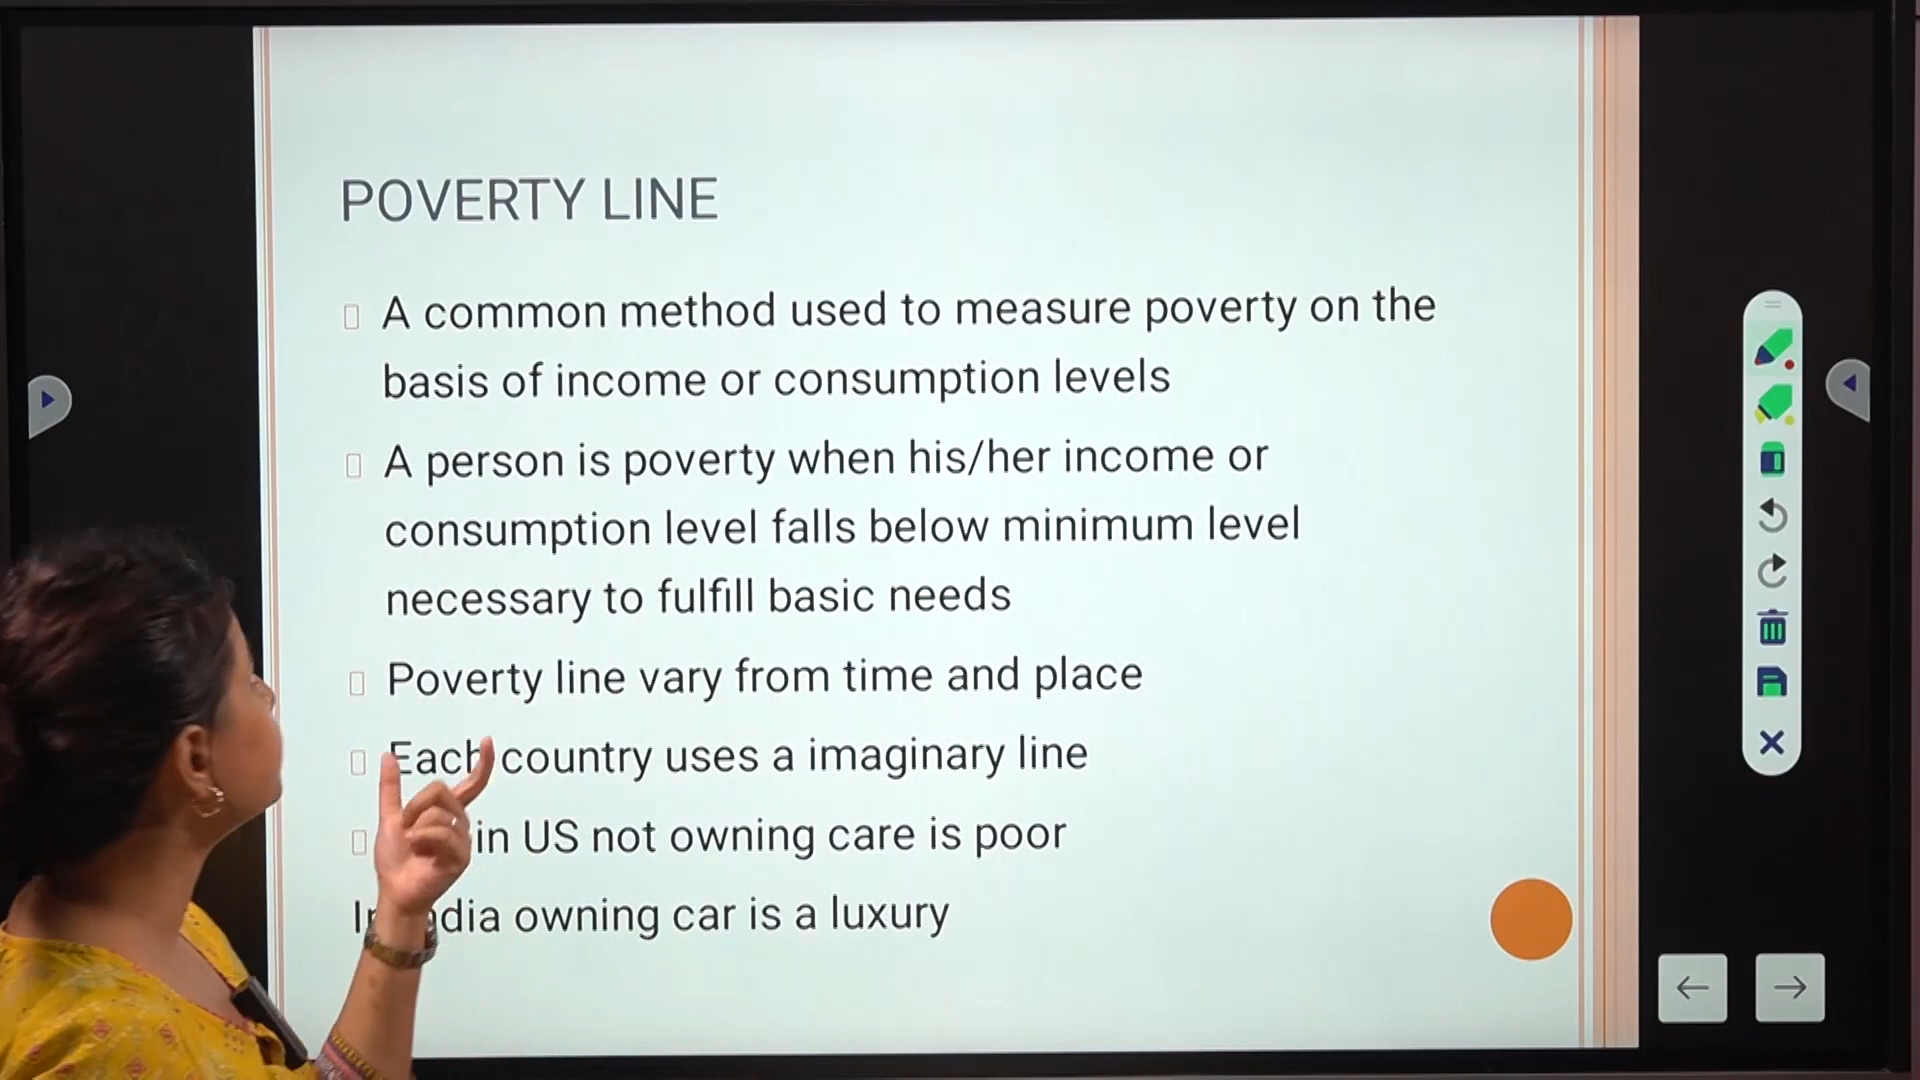 POVERTY LINE
A common method used to measure poverty on the
basis of income or consumption levels
A person is poverty when his/her income or
consumption level falls below minimum level
necessary to fulfill basic needs
Poverty line vary from time and place
Each country uses a imaginary line
in US not owning care is poor
In India owning car is a luxury